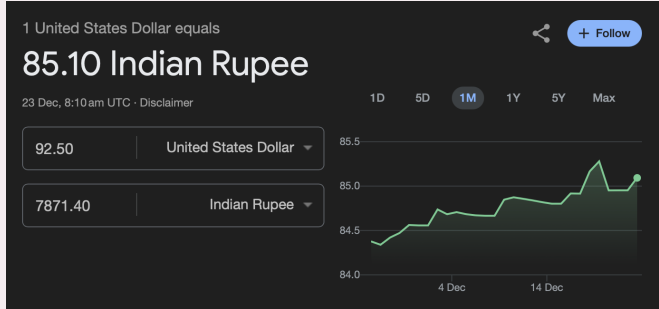 1 United States Dollar equals
+ Follow
85.10 Indian Rupee
23 Dec, 8:10 am UTC · Disclaimer
1D 5D 1M 1Y 5Y Max
92.50 United States Dollar
7871.40 Indian Rupee
85.5
85.0
84.5
84.0
4 Dec 14 Dec